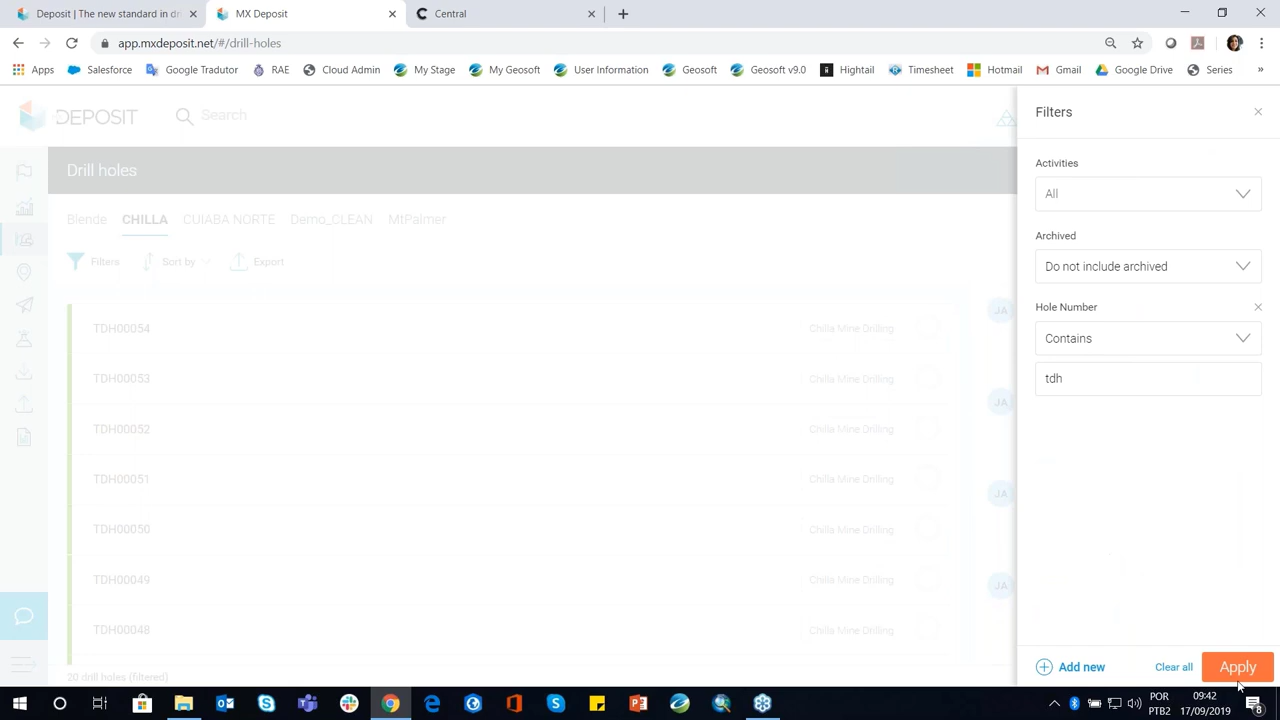 Deposit | The new standard in dr
MX Deposit
Central
app.mxdeposit.net/#/drill-holes
Apps
Salesforce
Google Tradutor
RAE
Cloud Admin
My Stage
My Geosoft
User Information
Geosoft
Geosoft v9.0
Hightail
Timesheet
Hotmail
Gmail
Google Drive
Series
»
DEPOSIT
Search
Drill holes
Blende
CHILLA
CUIABA NORTE
Demo_CLEAN
MtPalmer
Filters
Sort by
Export
TDH00054 Chilla Mine Drilling
TDH00053 Chilla Mine Drilling
TDH00052 Chilla Mine Drilling
TDH00051 Chilla Mine Drilling
TDH00050 Chilla Mine Drilling
TDH00049 Chilla Mine Drilling
TDH00048 Chilla Mine Drilling
20 drill holes (filtered)
JA
JA
JA
JA
Filters
Activities
All
Archived
Do not include archived
Hole Number
Contains
tdh
Add new
Clear all
Apply
POR
PTB2
09:42
17/09/2019
8